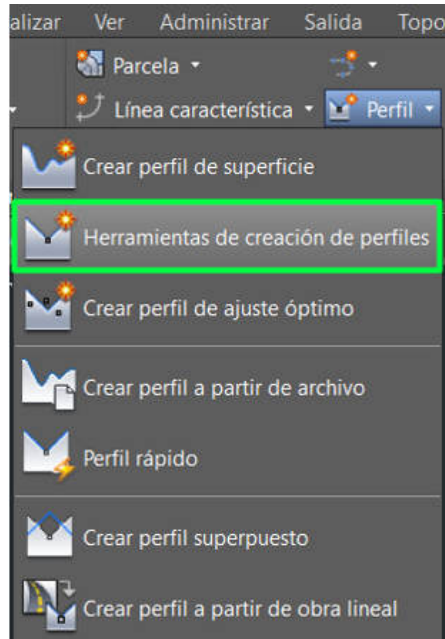 alizar Ver Administrar Salida Topo
Parcela
Línea característica Perfil
Crear perfil de superficie
Herramientas de creación de perfiles
Crear perfil de ajuste óptimo
Crear perfil a partir de archivo
Perfil rápido
Crear perfil superpuesto
Crear perfil a partir de obra lineal